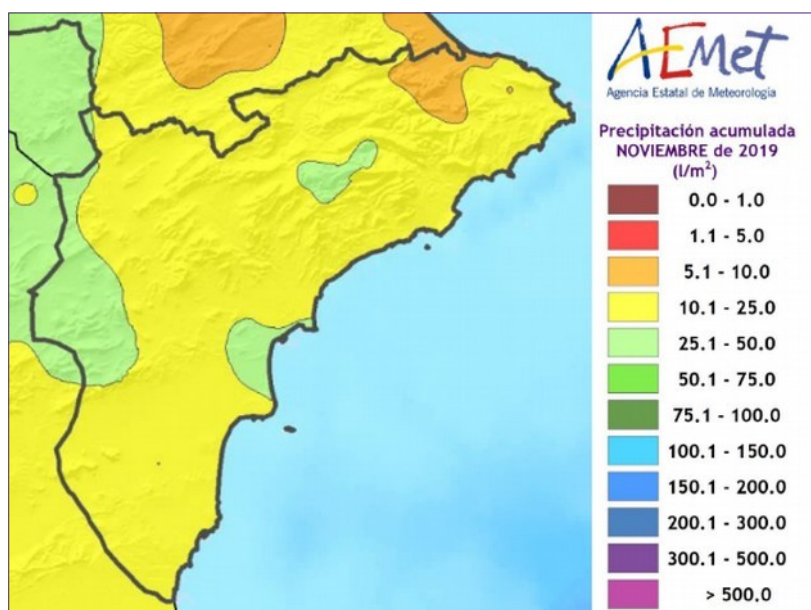 AEMet
Agencia Estatal de Meteorología
Precipitación acumulada
NOVIEMBRE de 2019
(l/m²)
0.0 - 1.0
1.1 - 5.0
5.1 - 10.0
10.1 - 25.0
25.1 - 50.0
50.1 - 75.0
75.1 - 100.0
100.1 - 150.0
150.1 - 200.0
200.1 - 300.0
300.1 - 500.0
> 500.0